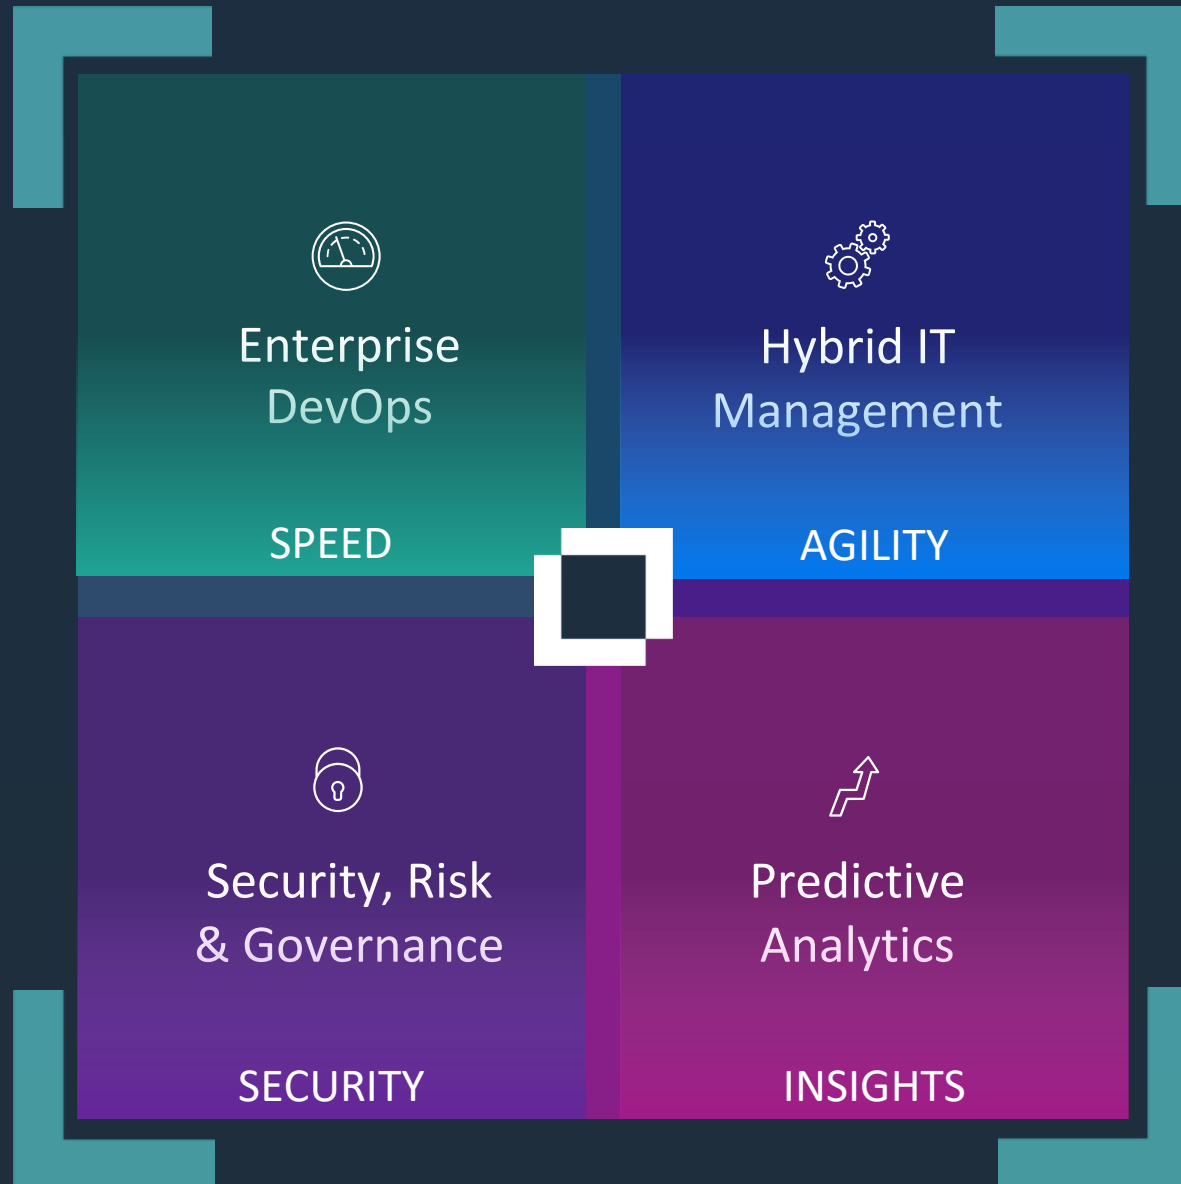 Enterprise
DevOps
SPEED
Hybrid IT
Management
AGILITY
Security, Risk
& Governance
SECURITY
Predictive
Analytics
INSIGHTS